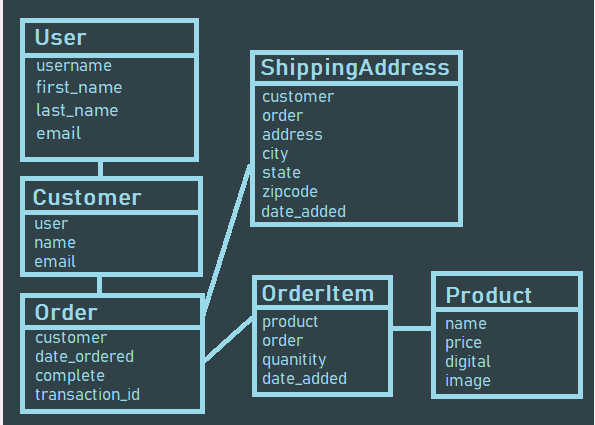 User
username
first_name
last_name
email
Customer
user
name
email
Order
customer
date_ordered
complete
transaction_id
ShippingAddress
customer
order
address
city
state
zipcode
date_added
OrderItem
product
order
quanitity
date_added
Product
name
price
digital
image